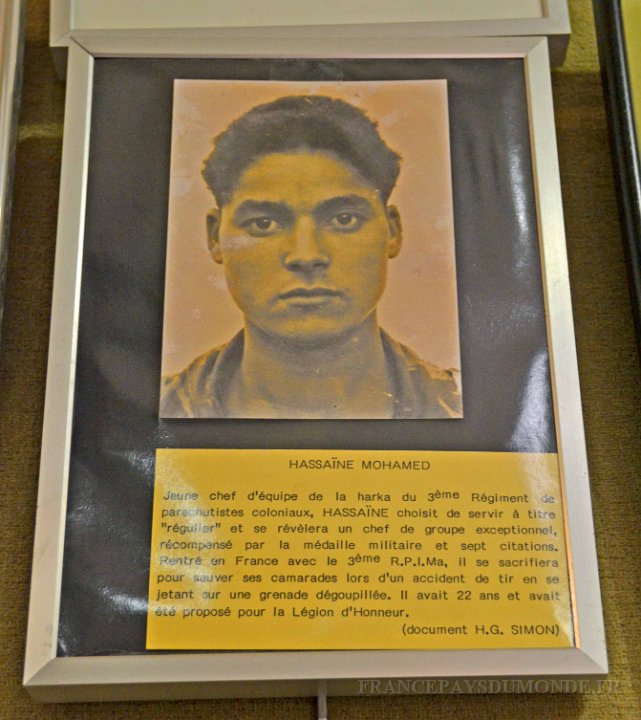 HASSAÏNE MOHAMED
Jeune chef d'équipe de la harka du 3ème Régiment de
parachutistes coloniaux, HASSAÏNE choisit de servir à titre
"régulier" et se révèlera un chef de groupe exceptionnel,
récompensé par la médaille militaire et sept citations.
Rentré en France avec le 3ème R.P.I.Ma, il se sacrifiera
pour sauver ses camarades lors d'un accident de tir en se
jetant sur une grenade dégoupillée. Il avait 22 ans et avait
été proposé pour la Légion d'Honneur.
(document H.G. SIMON)
FRANCEPAYSDUMONDE.FR